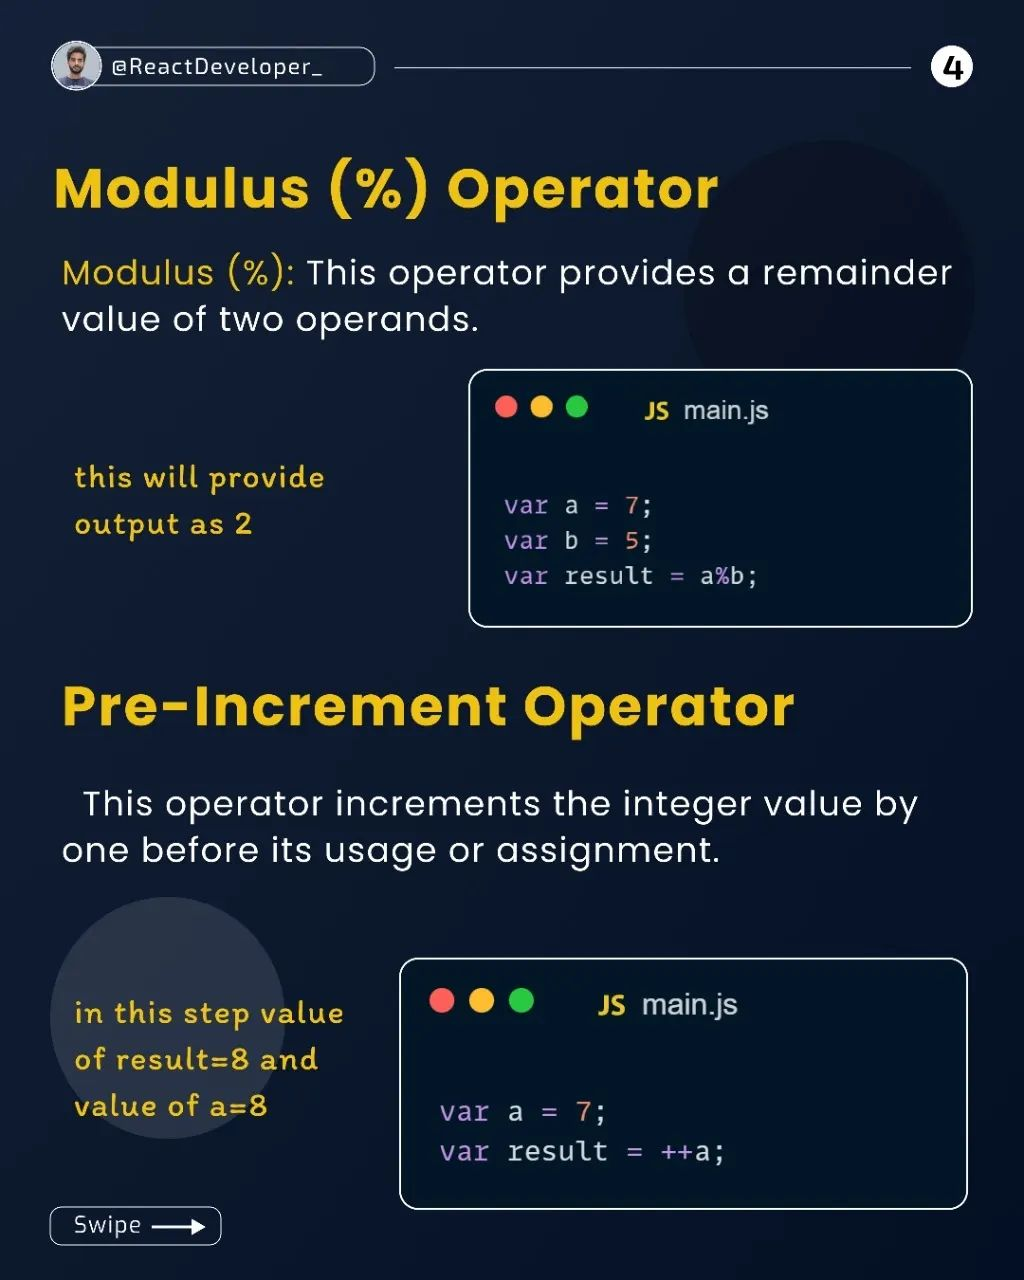 @ReactDeveloper_
4
Modulus (%) Operator
Modulus (%): This operator provides a remainder
value of two operands.
JS main.js
this will provide
output as 2
var a = 7;
var b = 5;
var result = a%b;
Pre-Increment Operator
This operator increments the integer value by
one before its usage or assignment.
in this step value
of result=8 and
value of a=8
JS main.js
var a = 7;
var result = ++a;
Swipe